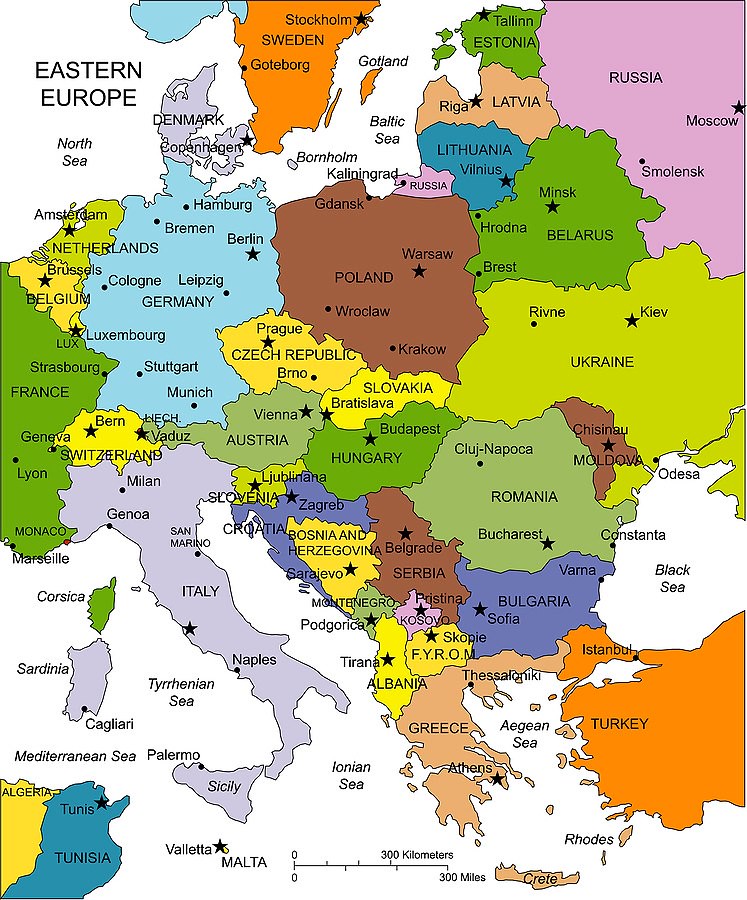 Stockholm
SWEDEN
Tallinn
ESTONIA
Goteborg
Gotland
EASTERN
EUROPE
RUSSIA
Riga
LATVIA
Moscow
DENMARK
Baltic
Sea
North
Sea
Copenhagen
LITHUANIA
Vilnius
Bornholm
Kaliningrad
RUSSIA
Smolensk
Minsk
Amsterdam
Hamburg
Gdansk
Bremen
Hrodna
BELARUS
NETHERLANDS
Berlin
Warsaw
Brussels
Cologne
Leipzig
POLAND
Brest
BELGIUM
GERMANY
Wroclaw
Rivne
Kiev
LUX
Luxembourg
Prague
CZECH REPUBLIC
Krakow
UKRAINE
Strasbourg
Stuttgart
Brno
FRANCE
Munich
SLOVAKIA
Bratislava
Bern
LIECH.
Vienna
Budapest
Chisinau
Geneva
Vaduz
AUSTRIA
SWITZERLAND
HUNGARY
Cluj-Napoca
MOLDOVA
Lyon
Milan
Ljubljnana
Odesa
SLOVENIA
Zagreb
ROMANIA
Genoa
CROATIA
MONACO
SAN
MARINO
BOSNIA AND
HERZEGOVINA
Belgrade
Bucharest
Constanta
Marseille
Sarajevo
SERBIA
Varna
Black
Sea
Corsica
ITALY
MONTENEGRO
Pristina
BULGARIA
KOSOVO
Sofia
Podgorica
Skopje
F.Y.R.O.M.
Istanbul
Sardinia
Naples
Tirana
Thessaloniki
Tyrrhenian
Sea
ALBANIA
Cagliari
GREECE
Aegean
Sea
TURKEY
Mediterranean Sea
Palermo
Ionian
Sea
Athens
Sicily
ALGERIA
Tunis
Rhodes
TUNISIA
Valletta
MALTA
0
300 Kilometers
0
300 Miles
Crete